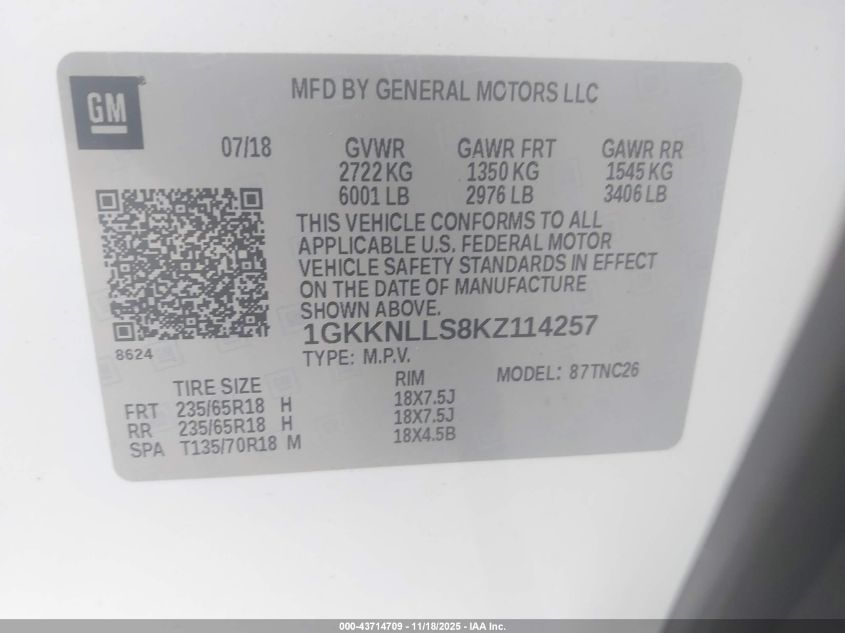 GM
MFD BY GENERAL MOTORS LLC
07/18 GVWR GAWR FRT GAWR RR
2722 KG 1350 KG 1545 KG
6001 LB 2976 LB 3406 LB
THIS VEHICLE CONFORMS TO ALL
APPLICABLE U.S. FEDERAL MOTOR
VEHICLE SAFETY STANDARDS IN EFFECT
ON THE DATE OF MANUFACTURE
SHOWN ABOVE.
1GKKNLLS8KZ114257
8624
TYPE: M.P.V.
TIRE SIZE RIM MODEL: 87TNC26
FRT 235/65R18 H 18X7.5J
RR 235/65R18 H 18X7.5J
SPA T135/70R18 M 18X4.5B
000-43714709 - 11/18/2025 - IAA Inc.